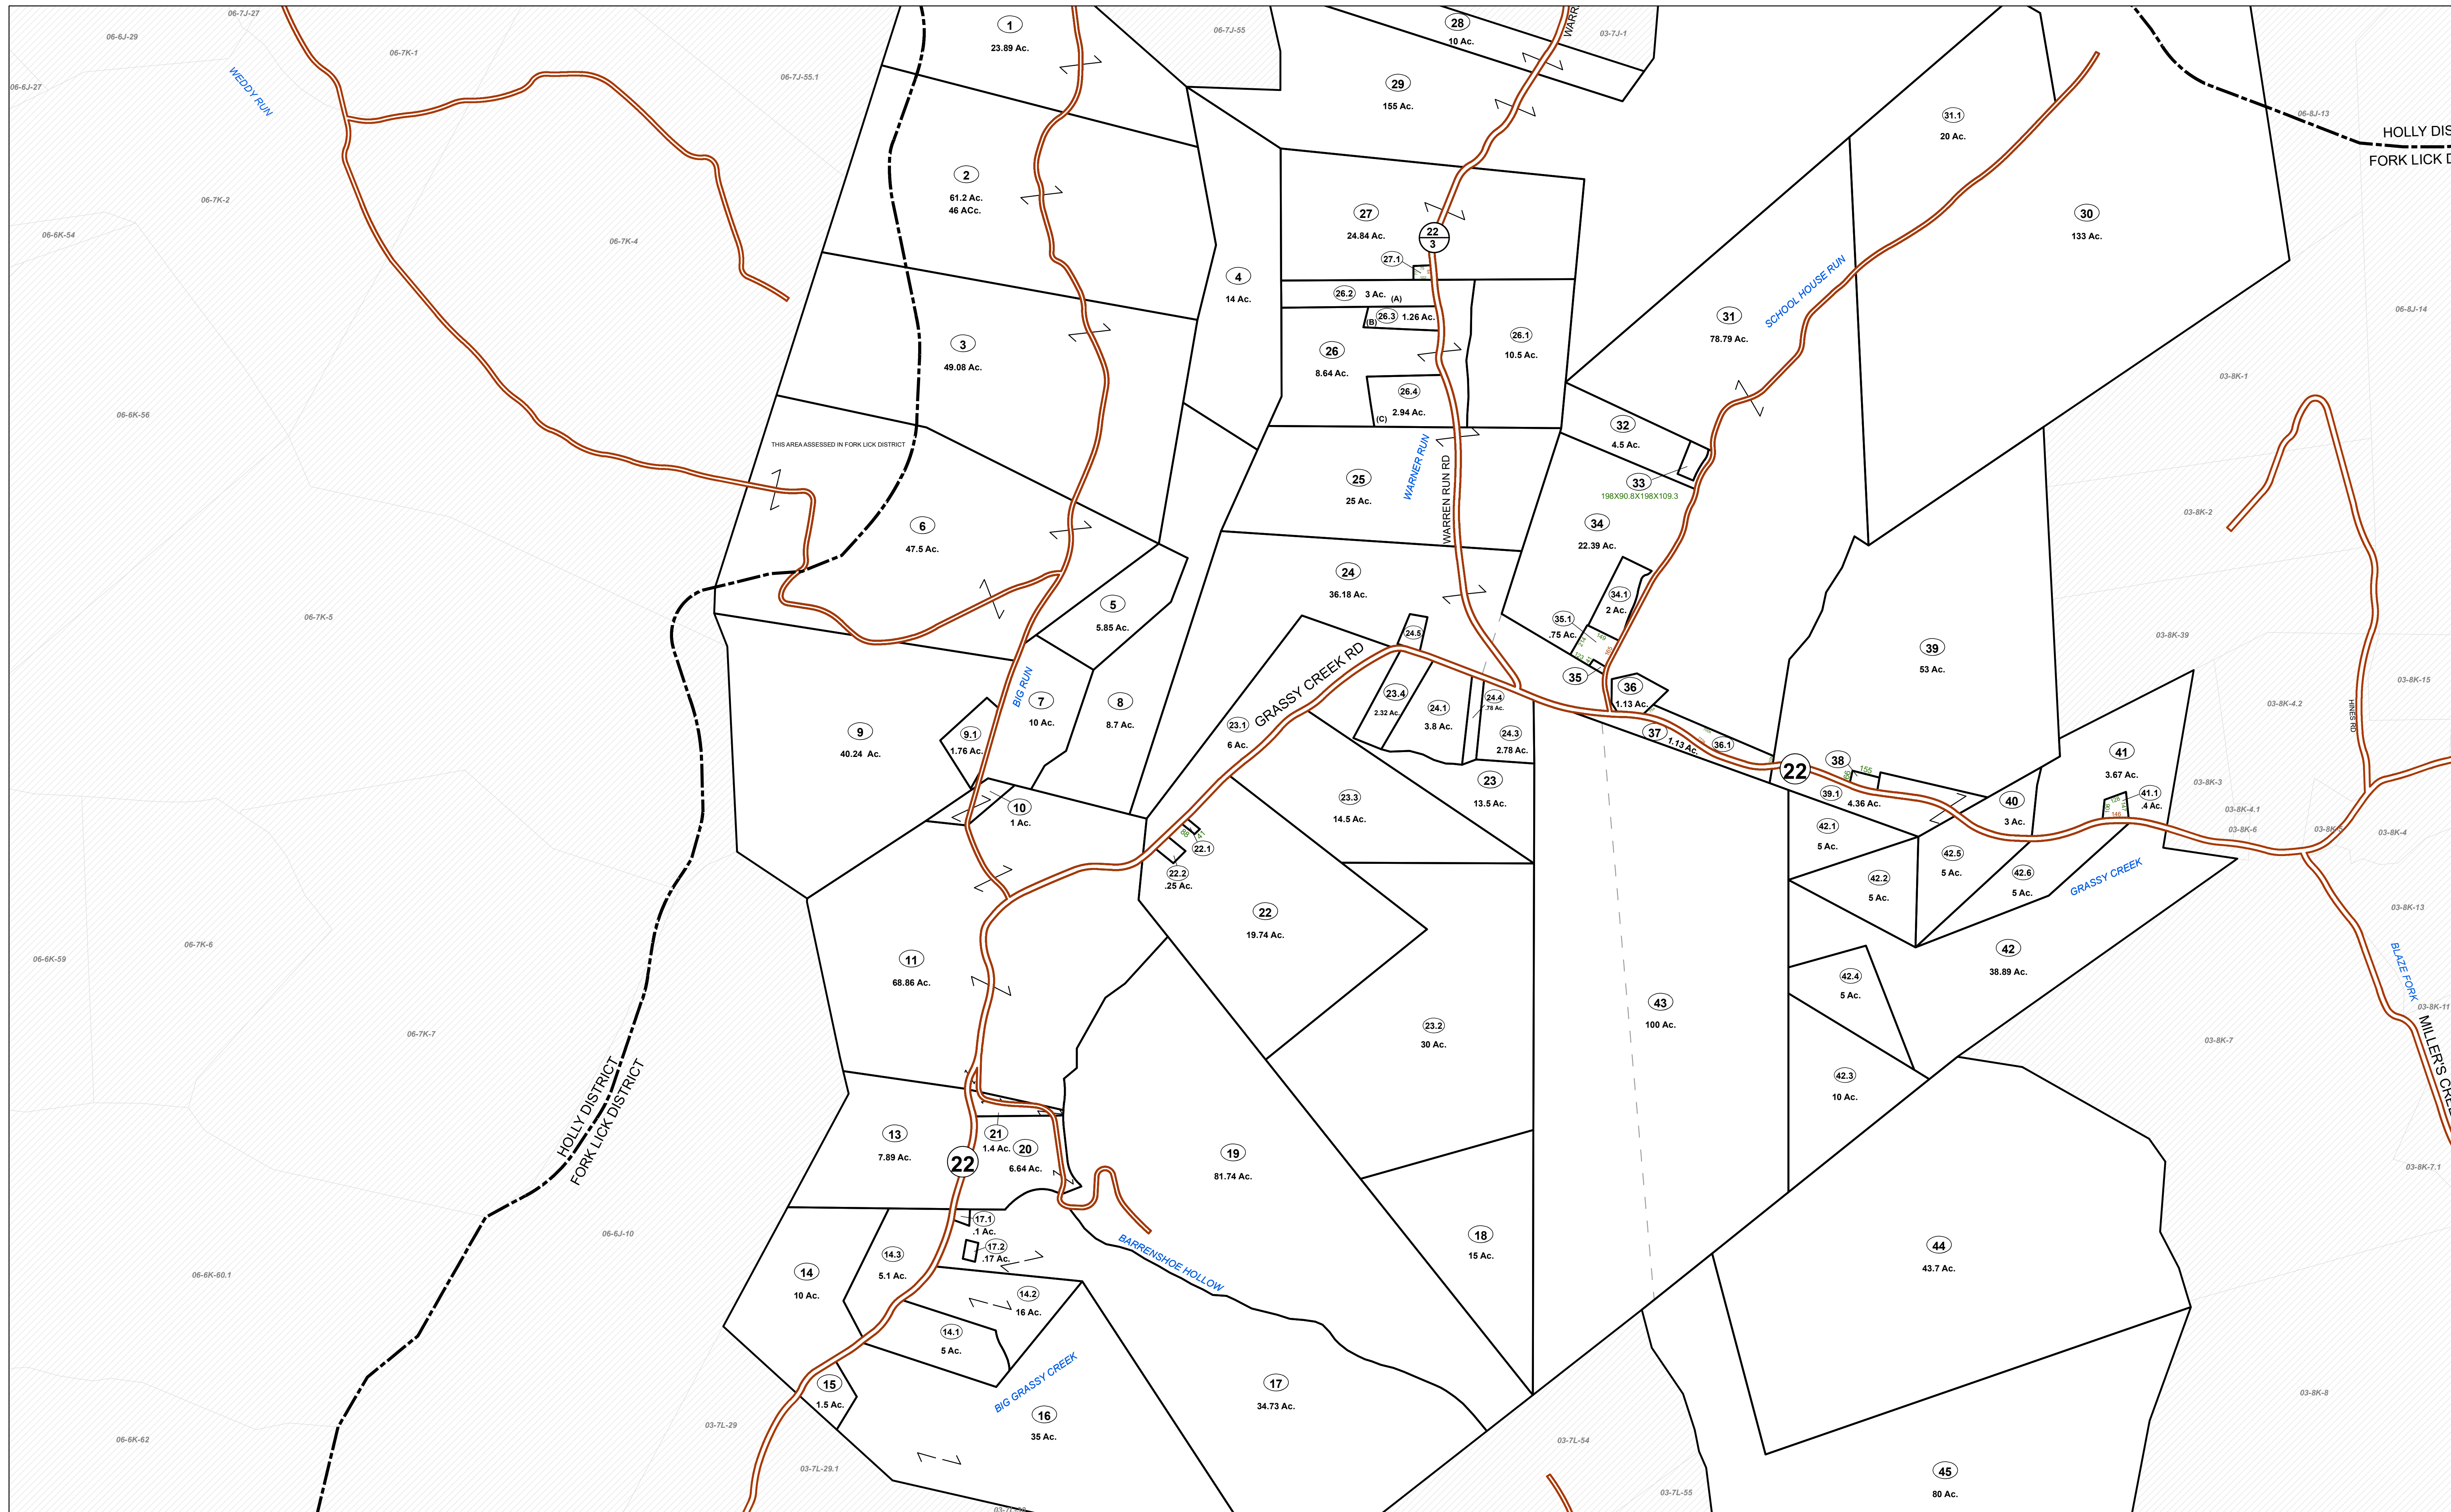 06-7J-27
06-6J-29
06-7K-1
06-6J-27
WEDDY RUN
06-7J-55.1
06-7J-55
03-7J-1
06-8J-13
1
23.89 Ac.
28
10 Ac.
29
155 Ac.
WARR
31.1
20 Ac.
HOLLY DIS
FORK LICK D
06-7K-2
06-6K-54
06-7K-4
2
61.2 Ac.
46 ACc.
27
24.84 Ac.
22
3
27.1
30
133 Ac.
4
14 Ac.
26.2
3 Ac.
(A)
26.3
1.26 Ac.
(B)
26.1
10.5 Ac.
31
78.79 Ac.
SCHOOL HOUSE RUN
06-8J-14
3
49.08 Ac.
26
8.64 Ac.
26.4
2.94 Ac.
(C)
03-8K-1
06-6K-56
THIS AREA ASSESSED IN FORK LICK DISTRICT
32
4.5 Ac.
33
198X90.8X198X109.3
25
25 Ac.
WARNER RUN
WARREN RUN RD
03-8K-2
6
47.5 Ac.
34
22.39 Ac.
24
36.18 Ac.
34.1
2 Ac.
5
5.85 Ac.
35.1
.75 Ac.
149
165
35
24.5
06-7K-5
03-8K-39
39
53 Ac.
03-8K-15
03-8K-4.2
HINES RD
GRASSY CREEK RD
BIG RUN
7
10 Ac.
8
8.7 Ac.
9
40.24 Ac.
9.1
1.76 Ac.
23.1
6 Ac.
23.4
2.32 Ac.
24.1
3.8 Ac.
24.4
.78 Ac.
24.3
2.78 Ac.
36
1.13 Ac.
37
1.13 Ac.
36.1
22
38
155
41
3.67 Ac.
41.1
.4 Ac.
146
03-8K-3
03-8K-4.1
03-8K-6
03-8K-5
03-8K-4
23
13.5 Ac.
23.3
14.5 Ac.
39.1
4.36 Ac.
40
3 Ac.
10
1 Ac.
88
41
22.1
22.2
.25 Ac.
42.1
5 Ac.
42.5
5 Ac.
42.2
5 Ac.
42.6
5 Ac.
GRASSY CREEK
22
19.74 Ac.
03-8K-13
06-7K-6
06-6K-59
11
68.86 Ac.
42
38.89 Ac.
42.4
5 Ac.
BLAZE FORK
03-8K-11
43
100 Ac.
23.2
30 Ac.
06-7K-7
03-8K-7
MILLER'S CREE
42.3
10 Ac.
HOLLY DISTRICT
FORK LICK DISTRICT
13
7.89 Ac.
21
1.4 Ac.
20
6.64 Ac.
22
19
81.74 Ac.
03-8K-7.1
17.1
.1 Ac.
17.2
.17 Ac.
06-6J-10
18
15 Ac.
BARRENSHOE HOLLOW
44
43.7 Ac.
14.3
5.1 Ac.
06-6K-60.1
14
10 Ac.
14.2
16 Ac.
14.1
5 Ac.
BIG GRASSY CREEK
15
1.5 Ac.
17
34.73 Ac.
03-8K-8
16
35 Ac.
03-7L-29
06-6K-62
03-7L-54
03-7L-29.1
45
80 Ac.
03-7L-55